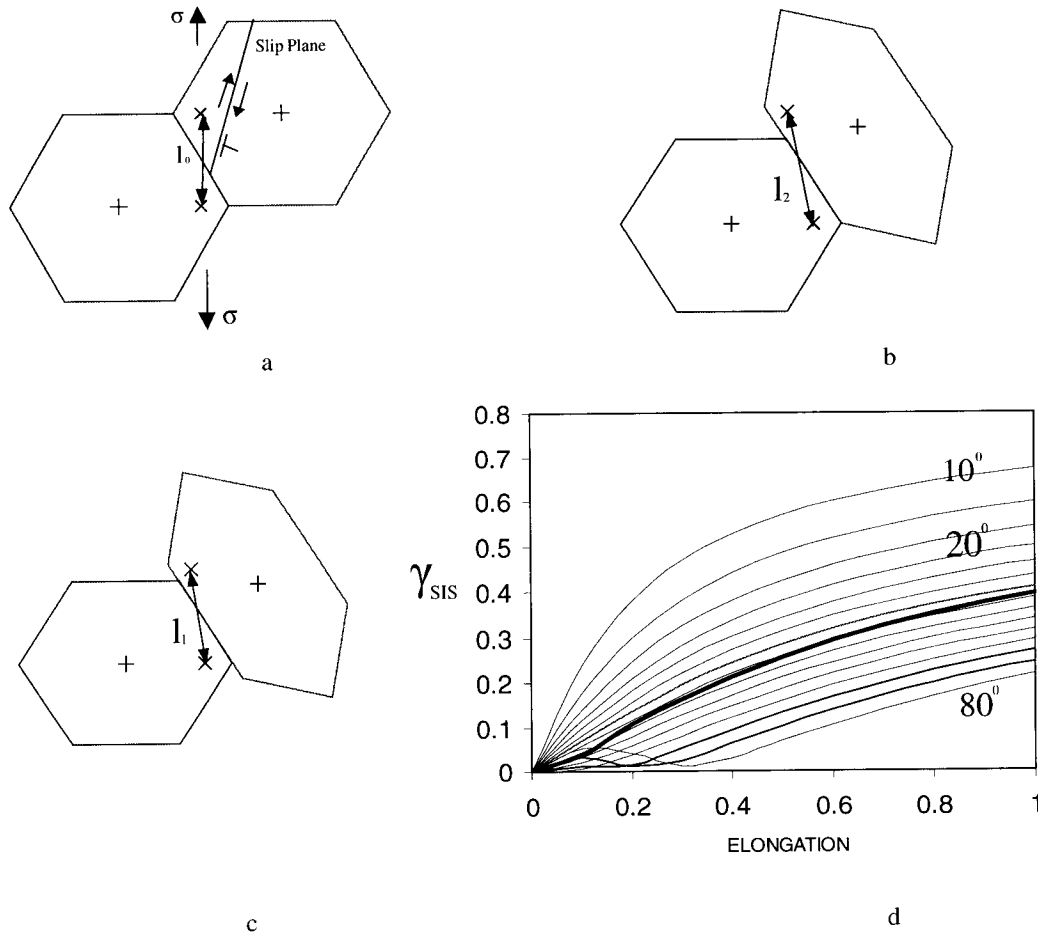 σ
Slip Plane
l₀
σ
a
l₂
b
l₁
c
0.8
0.7
0.6
0.5
0.4
0.3
0.2
0.1
0
γSIS
10⁰
20⁰
80⁰
0 0.2 0.4 0.6 0.8 1
ELONGATION
d